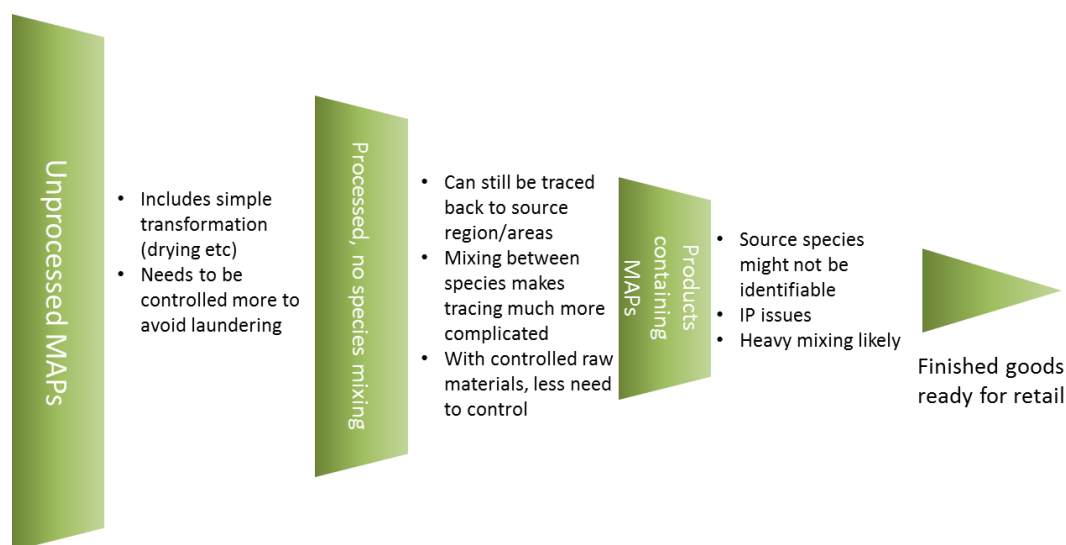 Unprocessed MAPs
• Includes simple
transformation
(drying etc)
• Needs to be
controlled more to
avoid laundering
Processed, no species mixing
• Can still be traced
back to source
region/areas
• Mixing between
species makes
tracing much more
complicated
• With controlled raw
materials, less need
to control
Products
containing
MAPs
• Source species
might not be
identifiable
• IP issues
• Heavy mixing likely
Finished goods
ready for retail